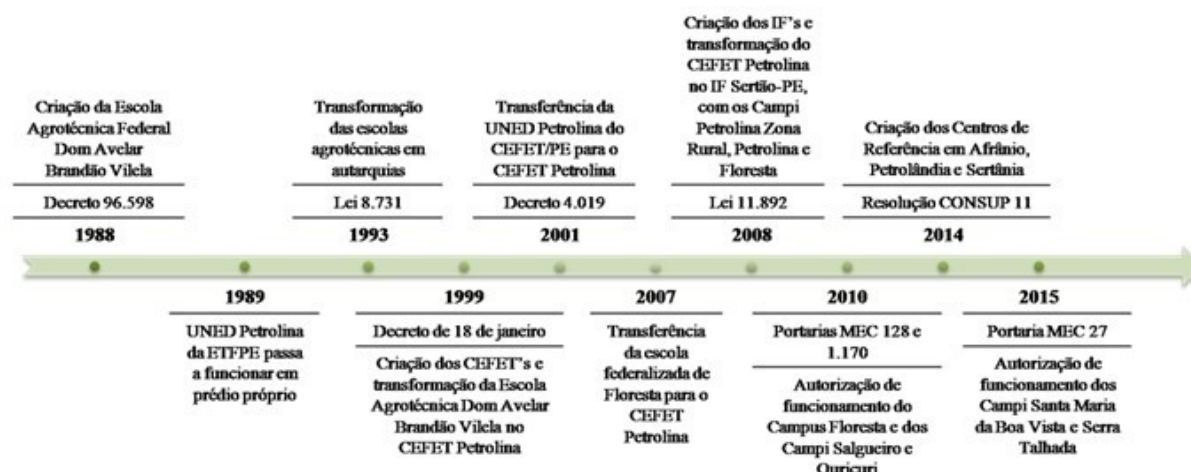 Criação da Escola
Agrotécnica Federal
Dom Avelar
Brandão Vilela
Decreto 96.598
1988
Transformação
das escolas
agrotécnicas em
autarquias
Lei 8.731
1993
Transferência da
UNED Petrolina do
CEFET/PE para o
CEFET Petrolina
Decreto 4.019
2001
Criação dos IF's e
transformação do
CEFET Petrolina
no IF Sertão-PE,
com os Campi
Petrolina Zona
Rural, Petrolina e
Floresta
Lei 11.892
2008
Criação dos Centros de
Referência em Afrânio,
Petrolândia e Sertânia
Resolução CONSUP 11
2014
1989
UNED Petrolina
da ETFPE passa
a funcionar em
prédio próprio
1999
Decreto de 18 de janeiro
Criação dos CEFET's e
transformação da Escola
Agrotécnica Dom Avelar
Brandão Vilela no
CEFET Petrolina
2007
Transferência
da escola
federalizada de
Floresta para o
CEFET
Petrolina
2010
Portarias MEC 128 e
1.170
Autorização de
funcionamento do
Campus Floresta e dos
Campi Salgueiro e
Ouricuri
2015
Portaria MEC 27
Autorização de
funcionamento dos
Campi Santa Maria
da Boa Vista e Serra
Talhada